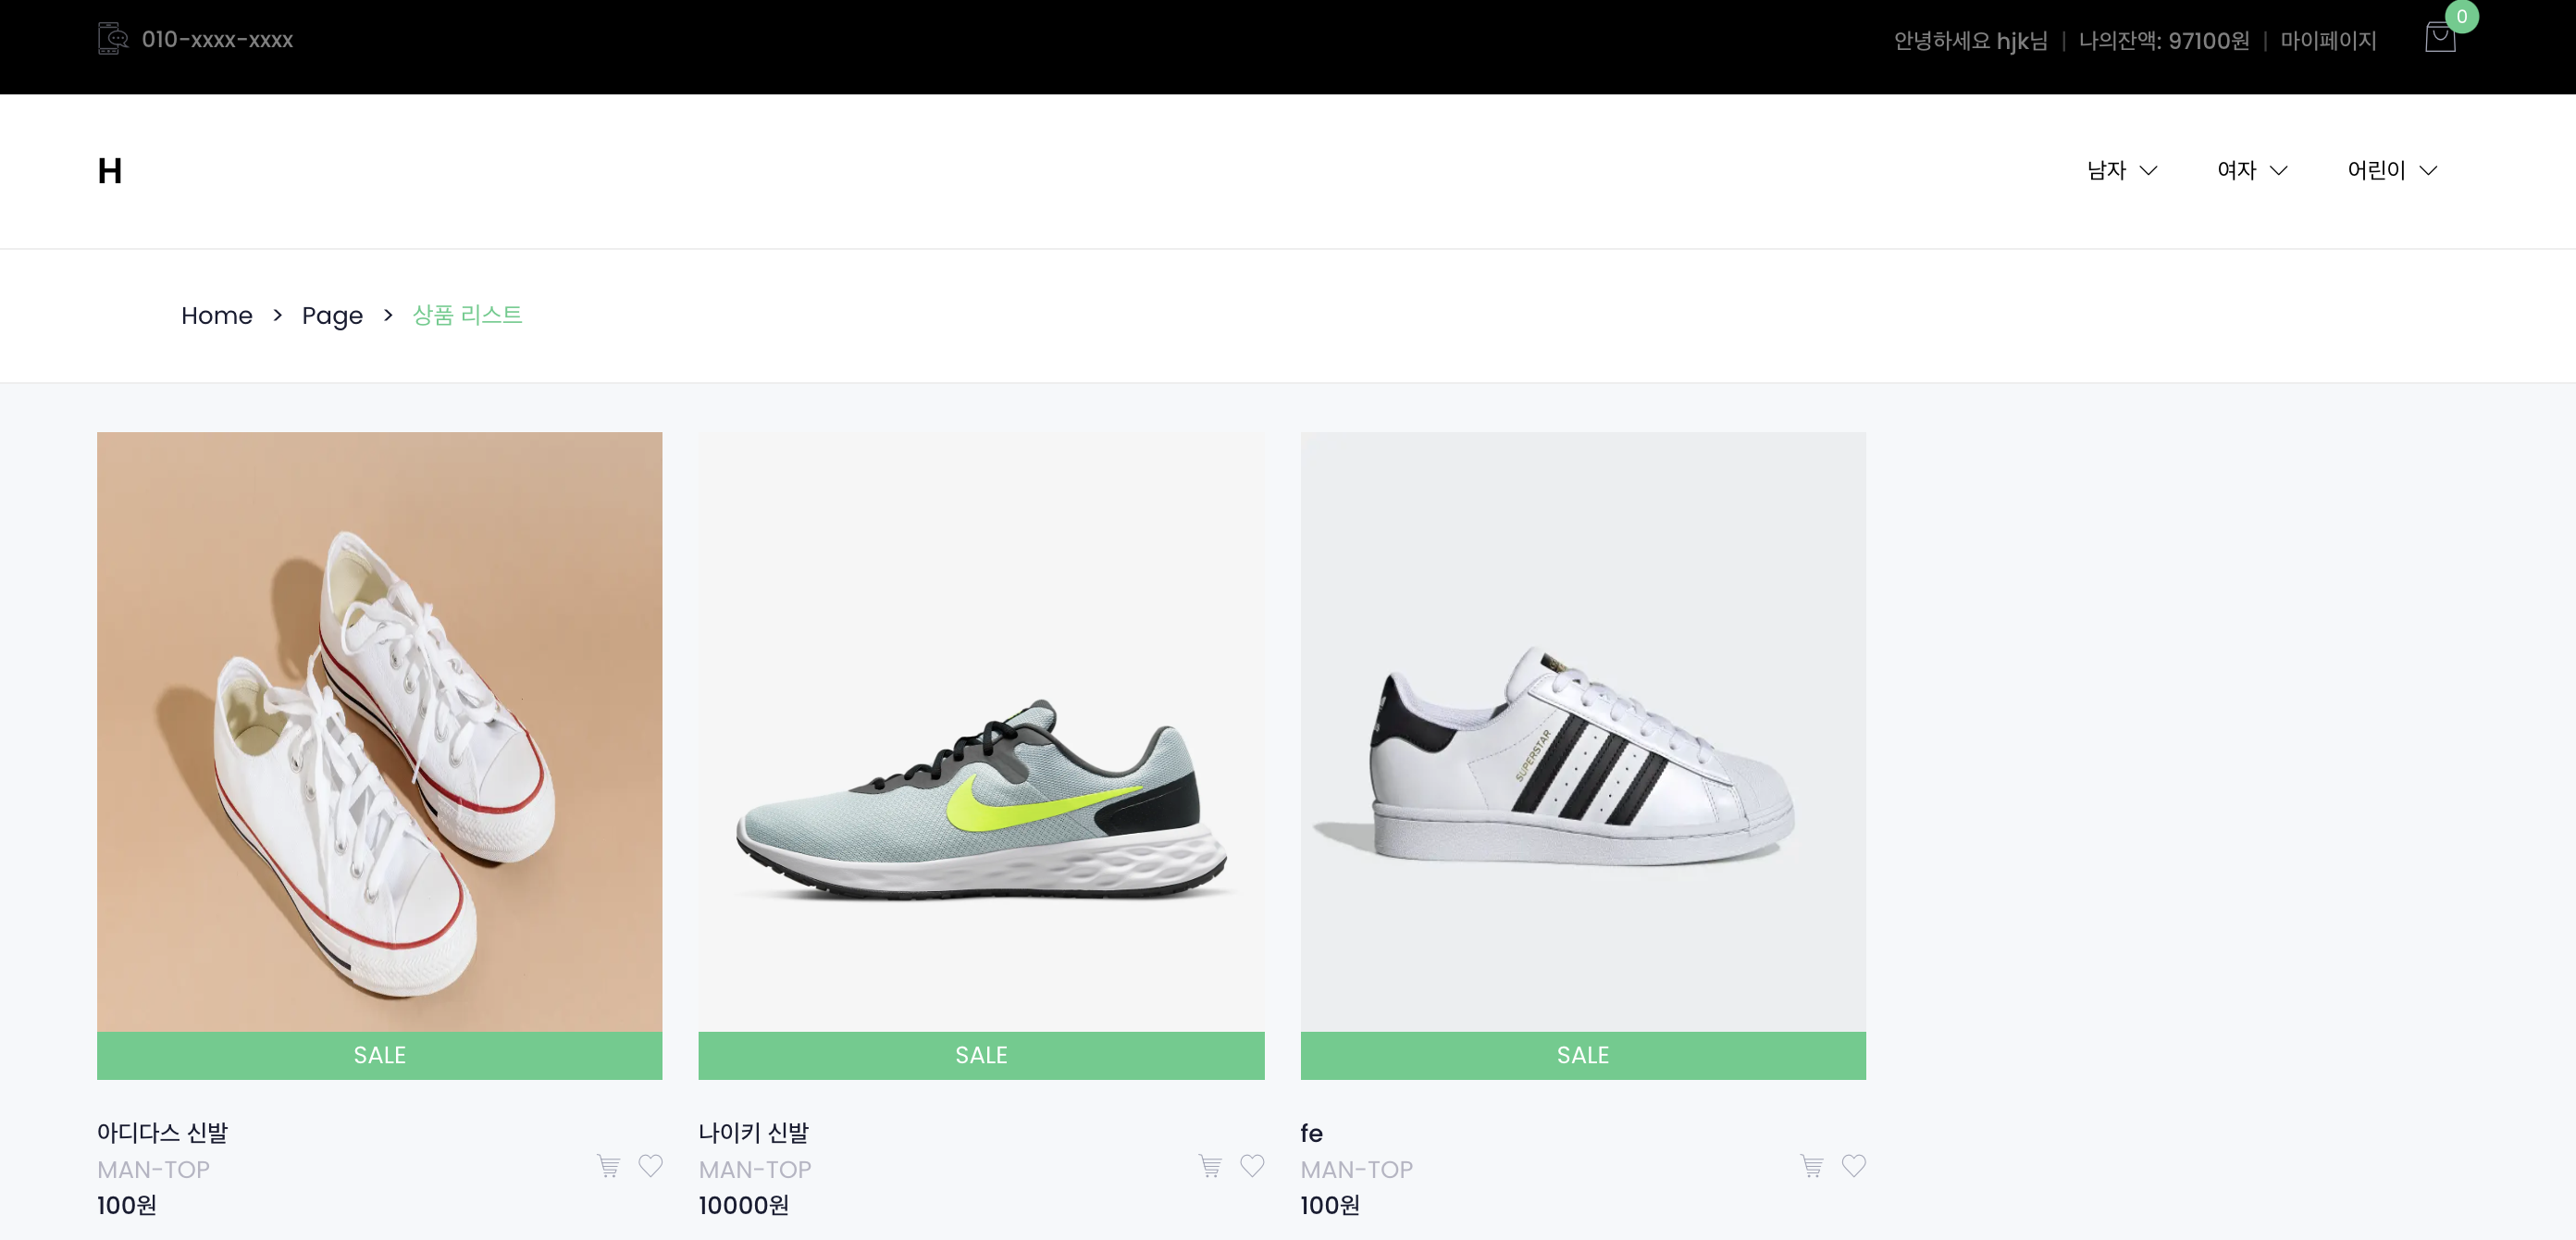 010-xxxx-xxxx
안녕하세요 hjk님 | 나의잔액: 97100원 | 마이페이지
0
H
남자 여자 어린이
Home > Page > 상품 리스트
SUPERSTAR
SALE SALE SALE
아디다스 신발
MAN-TOP
100원
나이키 신발
MAN-TOP
10000원
fe
MAN-TOP
100원